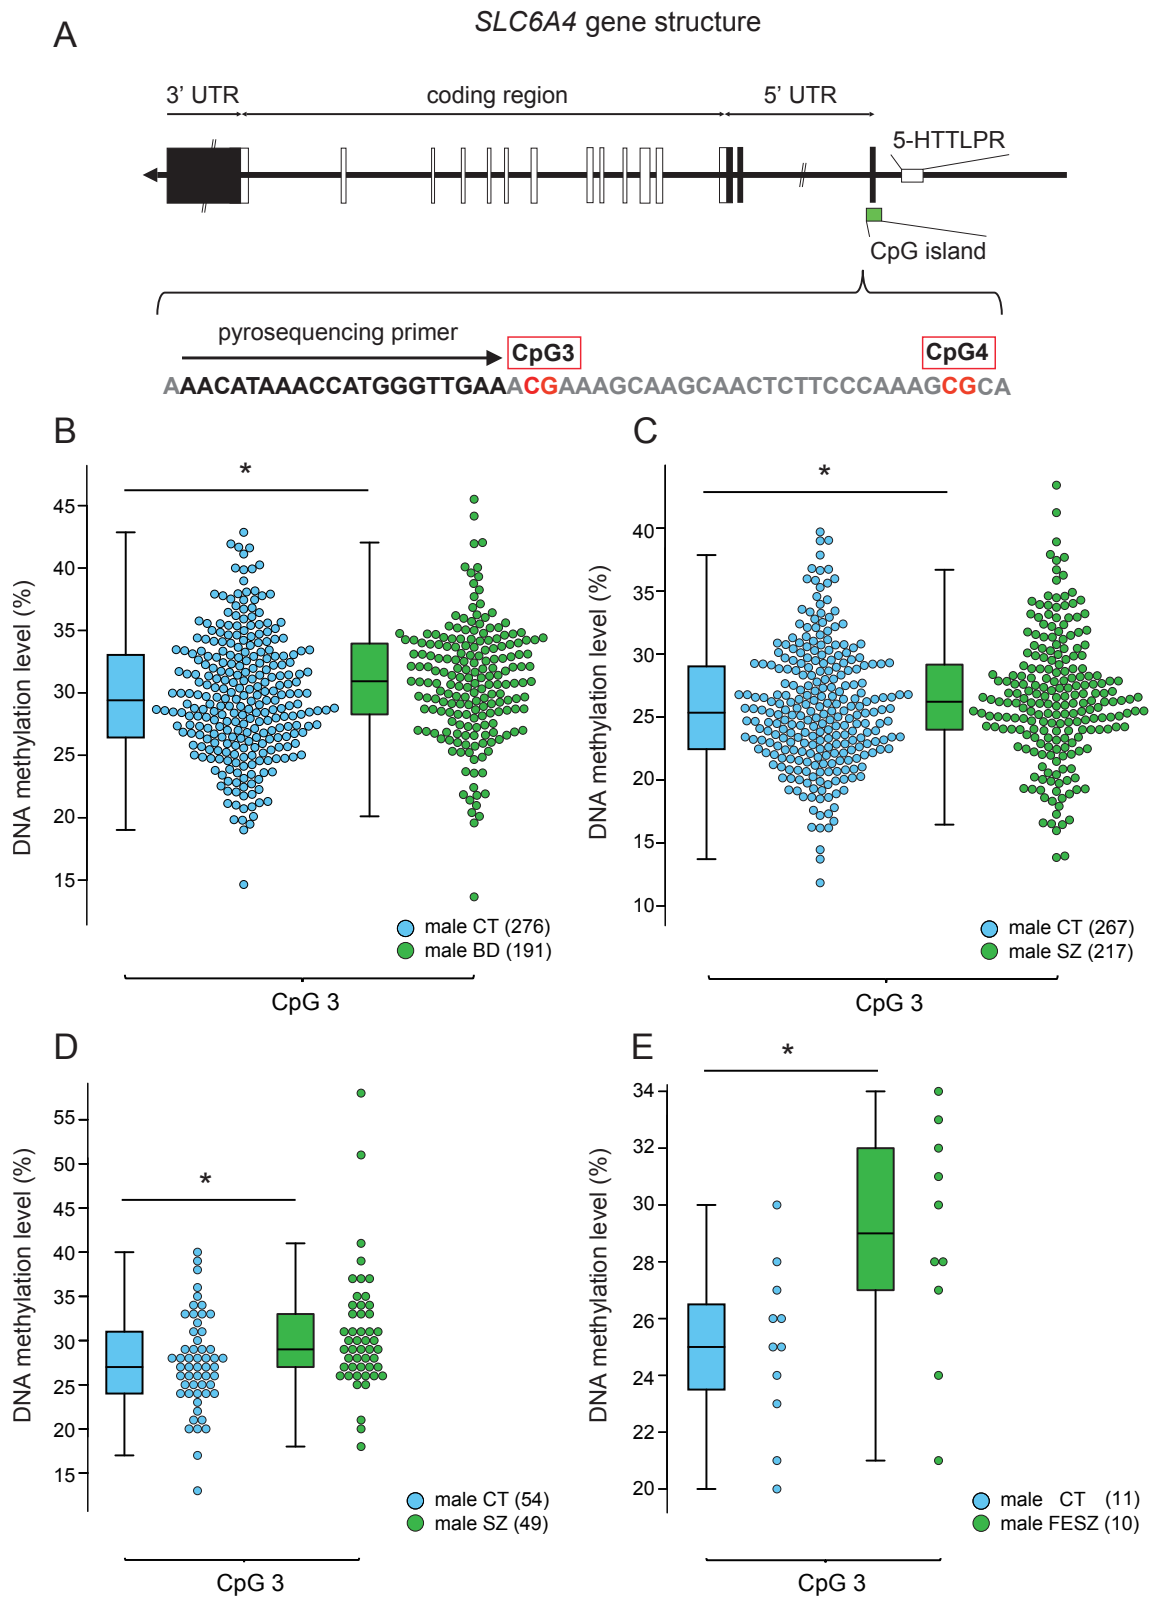 A
SLC6A4 gene structure
3’ UTR coding region 5’ UTR
5-HTTLPR
CpG island
pyrosequencing primer
CpG3 CpG4
AAACATAAACCATGGGTTGAAACGAAAGCAAGCAACTCTTCCCAAAGCGCA
B
*
DNA methylation level (%)
45
40
35
30
25
20
15
male CT (276)
male BD (191)
CpG 3
C
*
DNA methylation level (%)
40
35
30
25
20
15
10
male CT (267)
male SZ (217)
CpG 3
D
*
DNA methylation level (%)
55
50
45
40
35
30
25
20
15
male CT (54)
male SZ (49)
CpG 3
E
*
DNA methylation level (%)
34
32
30
28
26
24
22
20
male CT (11)
male FESZ (10)
CpG 3